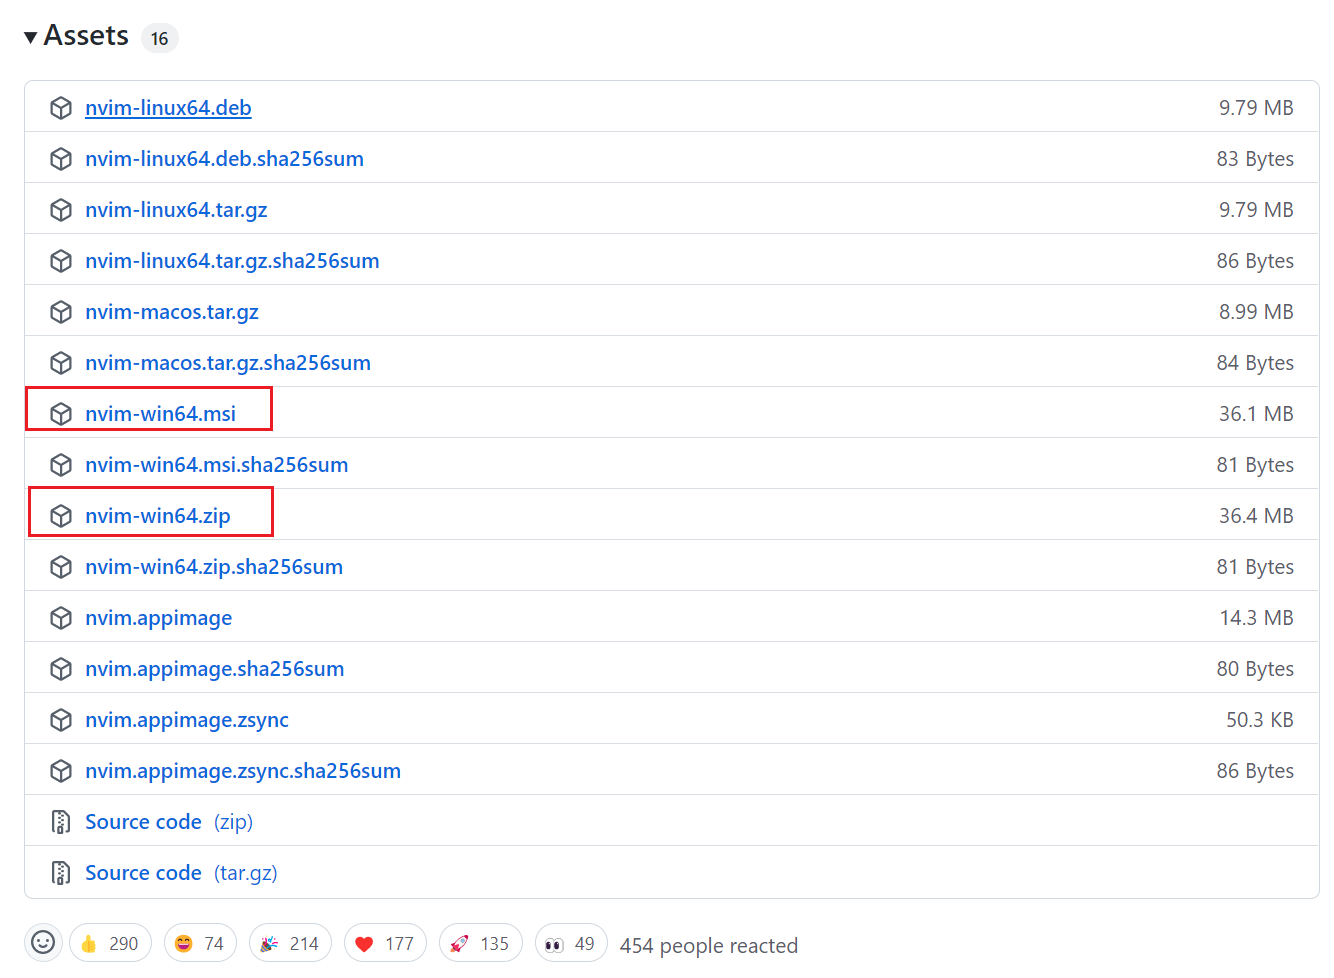 Assets 16
nvim-linux64.deb 9.79 MB
nvim-linux64.deb.sha256sum 83 Bytes
nvim-linux64.tar.gz 9.79 MB
nvim-linux64.tar.gz.sha256sum 86 Bytes
nvim-macos.tar.gz 8.99 MB
nvim-macos.tar.gz.sha256sum 84 Bytes
nvim-win64.msi 36.1 MB
nvim-win64.msi.sha256sum 81 Bytes
nvim-win64.zip 36.4 MB
nvim-win64.zip.sha256sum 81 Bytes
nvim.appimage 14.3 MB
nvim.appimage.sha256sum 80 Bytes
nvim.appimage.zsync 50.3 KB
nvim.appimage.zsync.sha256sum 86 Bytes
Source code (zip)
Source code (tar.gz)
290 74 214 177 135 49 454 people reacted